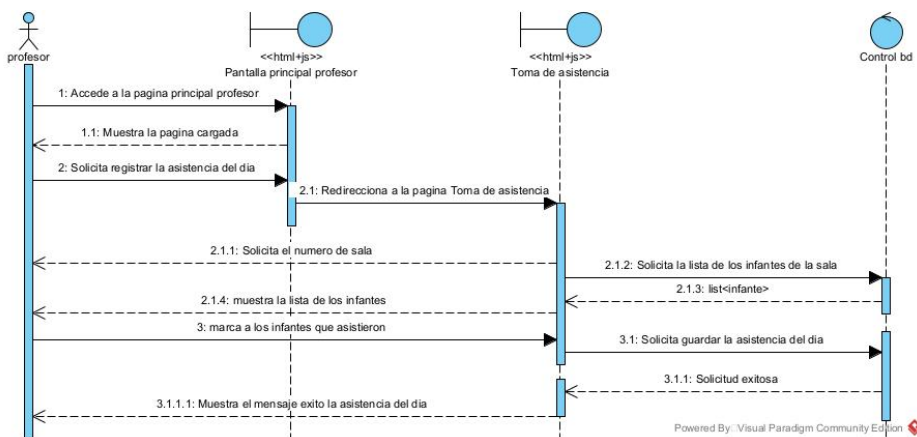 profesor
<<html+js>>
Pantalla principal profesor
<<html+js>>
Toma de asistencia
Control bd
1: Accede a la pagina principal profesor
1.1: Muestra la pagina cargada
2: Solicita registrar la asistencia del dia
2.1: Redirecciona a la pagina Toma de asistencia
2.1.1: Solicita el numero de sala
2.1.2: Solicita la lista de los infantes de la sala
2.1.3: list<infante>
2.1.4: muestra la lista de los infantes
3: marca a los infantes que asistieron
3.1: Solicita guardar la asistencia del dia
3.1.1: Solicitud exitosa
3.1.1.1: Muestra el mensaje exito la asistencia del dia
Powered By Visual Paradigm Community Edition